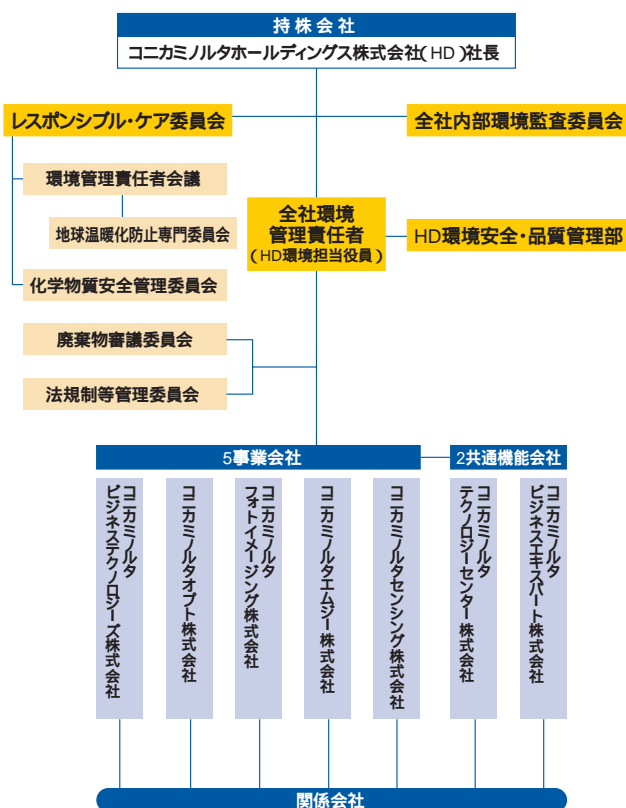 持株会社
コニカミノルタホールディングス株式会社(HD)社長
レスポンシブル・ケア委員会
全社内部環境監査委員会
環境管理責任者会議
地球温暖化防止専門委員会
化学物質安全管理委員会
全社環境
管理責任者
(HD環境担当役員)
HD環境安全・品質管理部
廃棄物審議委員会
法規制等管理委員会
5事業会社
2共通機能会社
コニカミノルタ
ビジネステクノロジーズ株式会社
コニカミノルタオプト株式会社
コニカミノルタ
フォトイメージング株式会社
コニカミノルタエムジー株式会社
コニカミノルタセンシング株式会社
コニカミノルタ
テクノロジーセンター株式会社
コニカミノルタ
ビジネスエキスパート株式会社
関係会社